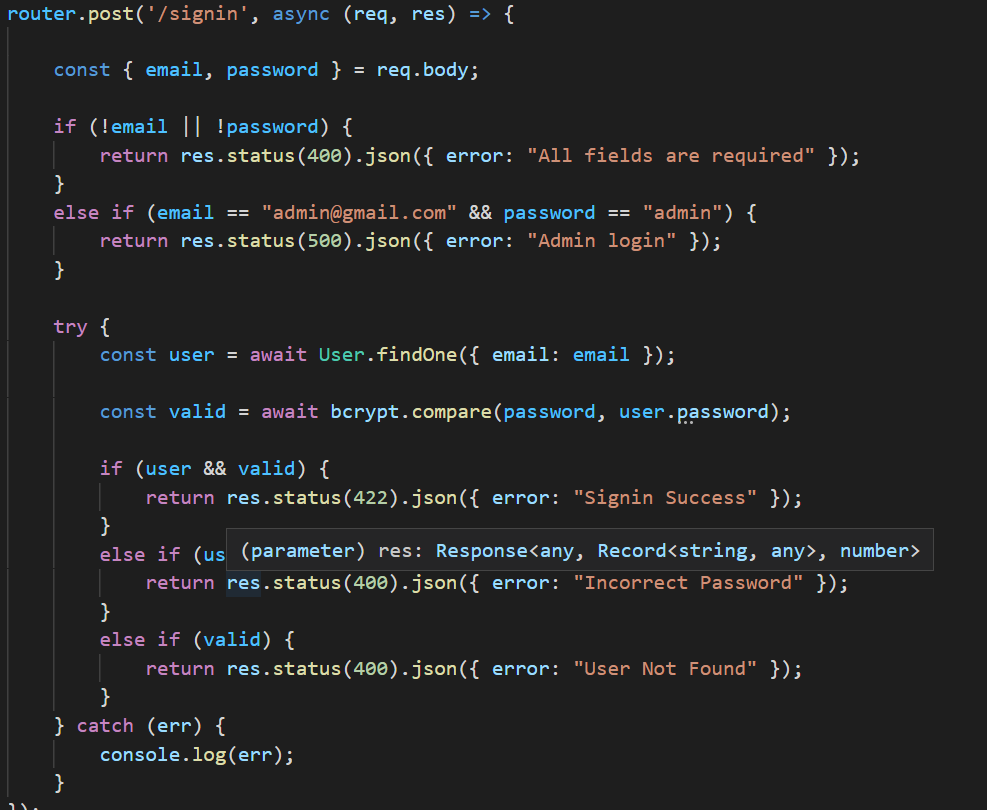 router.post('/signin', async (req, res) => {
const { email, password } = req.body;
if (!email || !password) {
return res.status(400).json({ error: "All fields are required" });
}
else if (email == "admin@gmail.com" && password == "admin") {
return res.status(500).json({ error: "Admin login" });
}
try {
const user = await User.findOne({ email: email });
const valid = await bcrypt.compare(password, user.password);
if (user && valid) {
return res.status(422).json({ error: "Signin Success" });
}
else if (us
(parameter) res: Response<any, Record<string, any>, number>
return res.status(400).json({ error: "Incorrect Password" });
}
else if (valid) {
return res.status(400).json({ error: "User Not Found" });
}
} catch (err) {
console.log(err);
}
});